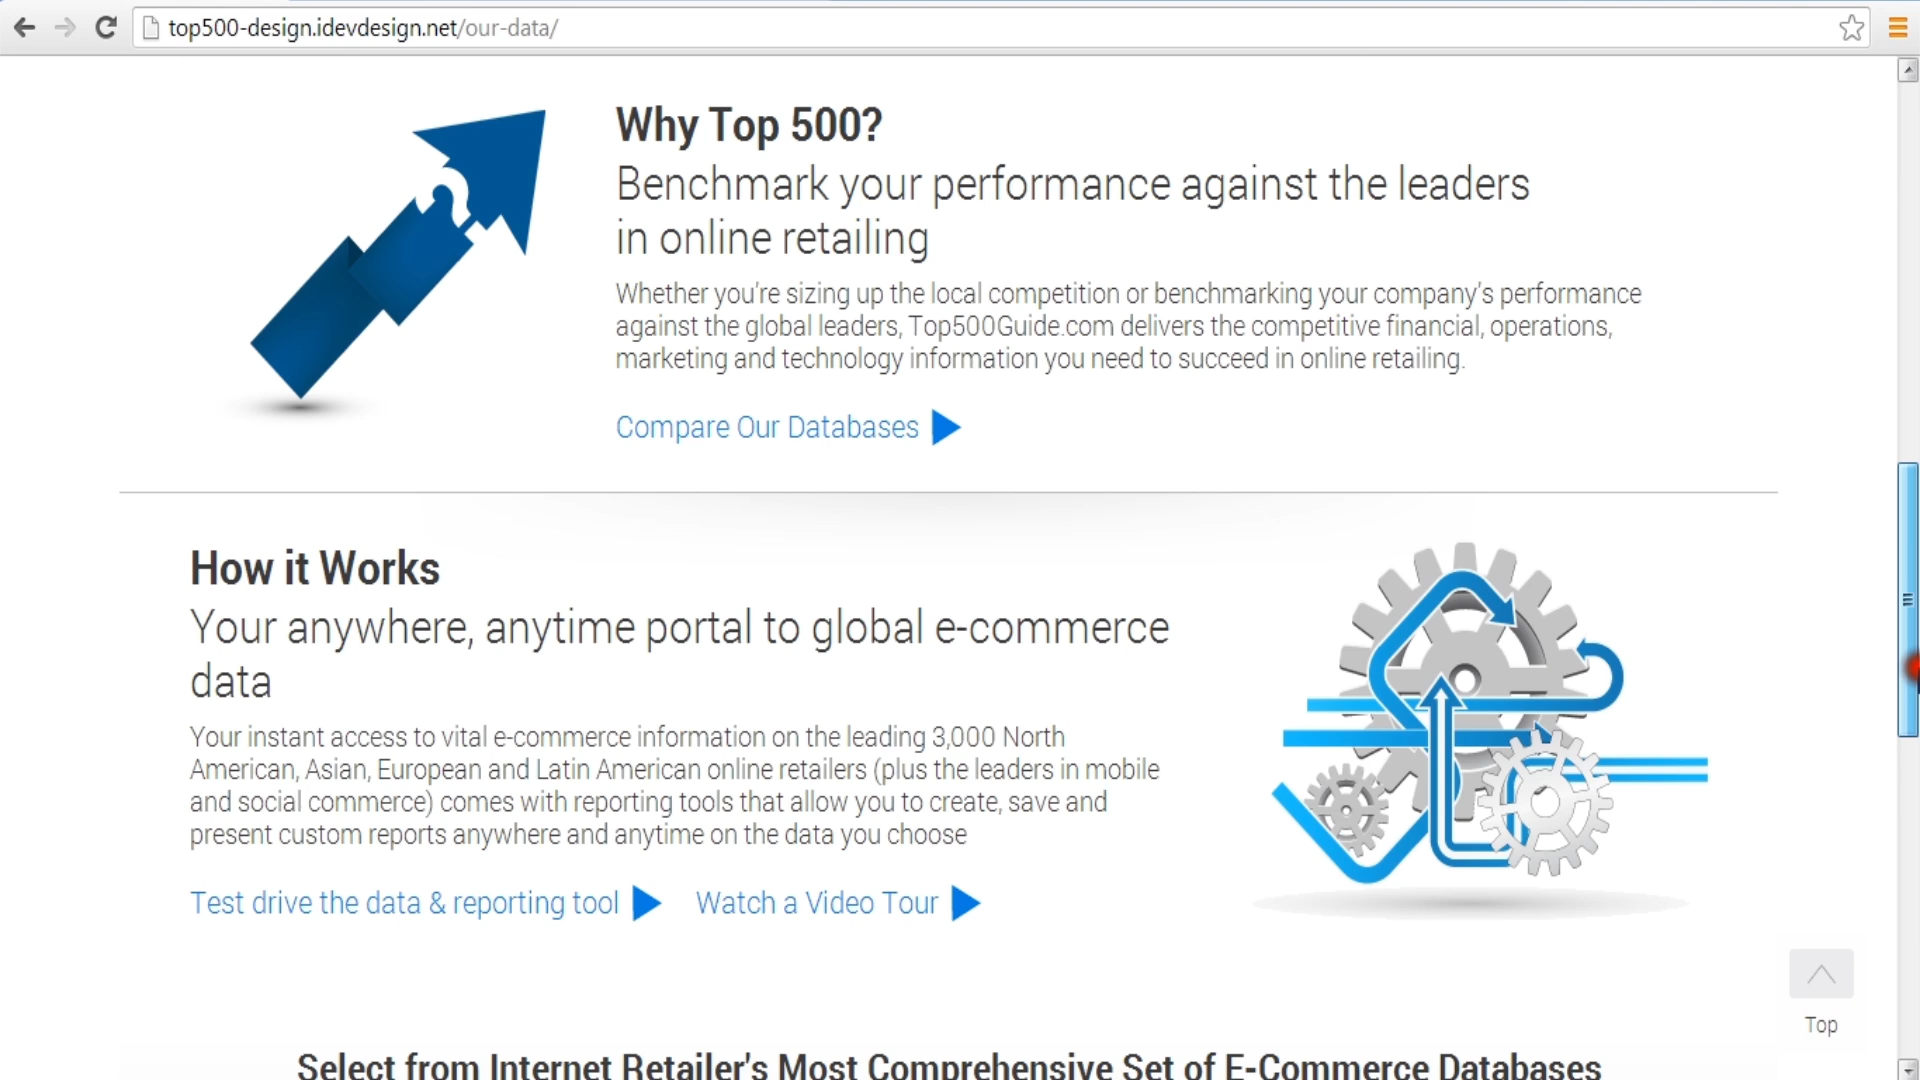 top500-design.idevdesign.net/our-data/
Why Top 500?
Benchmark your performance against the leaders
in online retailing
Whether you're sizing up the local competition or benchmarking your company's performance
against the global leaders, Top500Guide.com delivers the competitive financial, operations,
marketing and technology information you need to succeed in online retailing.
Compare Our Databases
How it Works
Your anywhere, anytime portal to global e-commerce
data
Your instant access to vital e-commerce information on the leading 3,000 North
American, Asian, European and Latin American online retailers (plus the leaders in mobile
and social commerce) comes with reporting tools that allow you to create, save and
present custom reports anywhere and anytime on the data you choose
Test drive the data & reporting tool Watch a Video Tour
Top
Select from Internet Retailer's Most Comprehensive Set of E-Commerce Databases